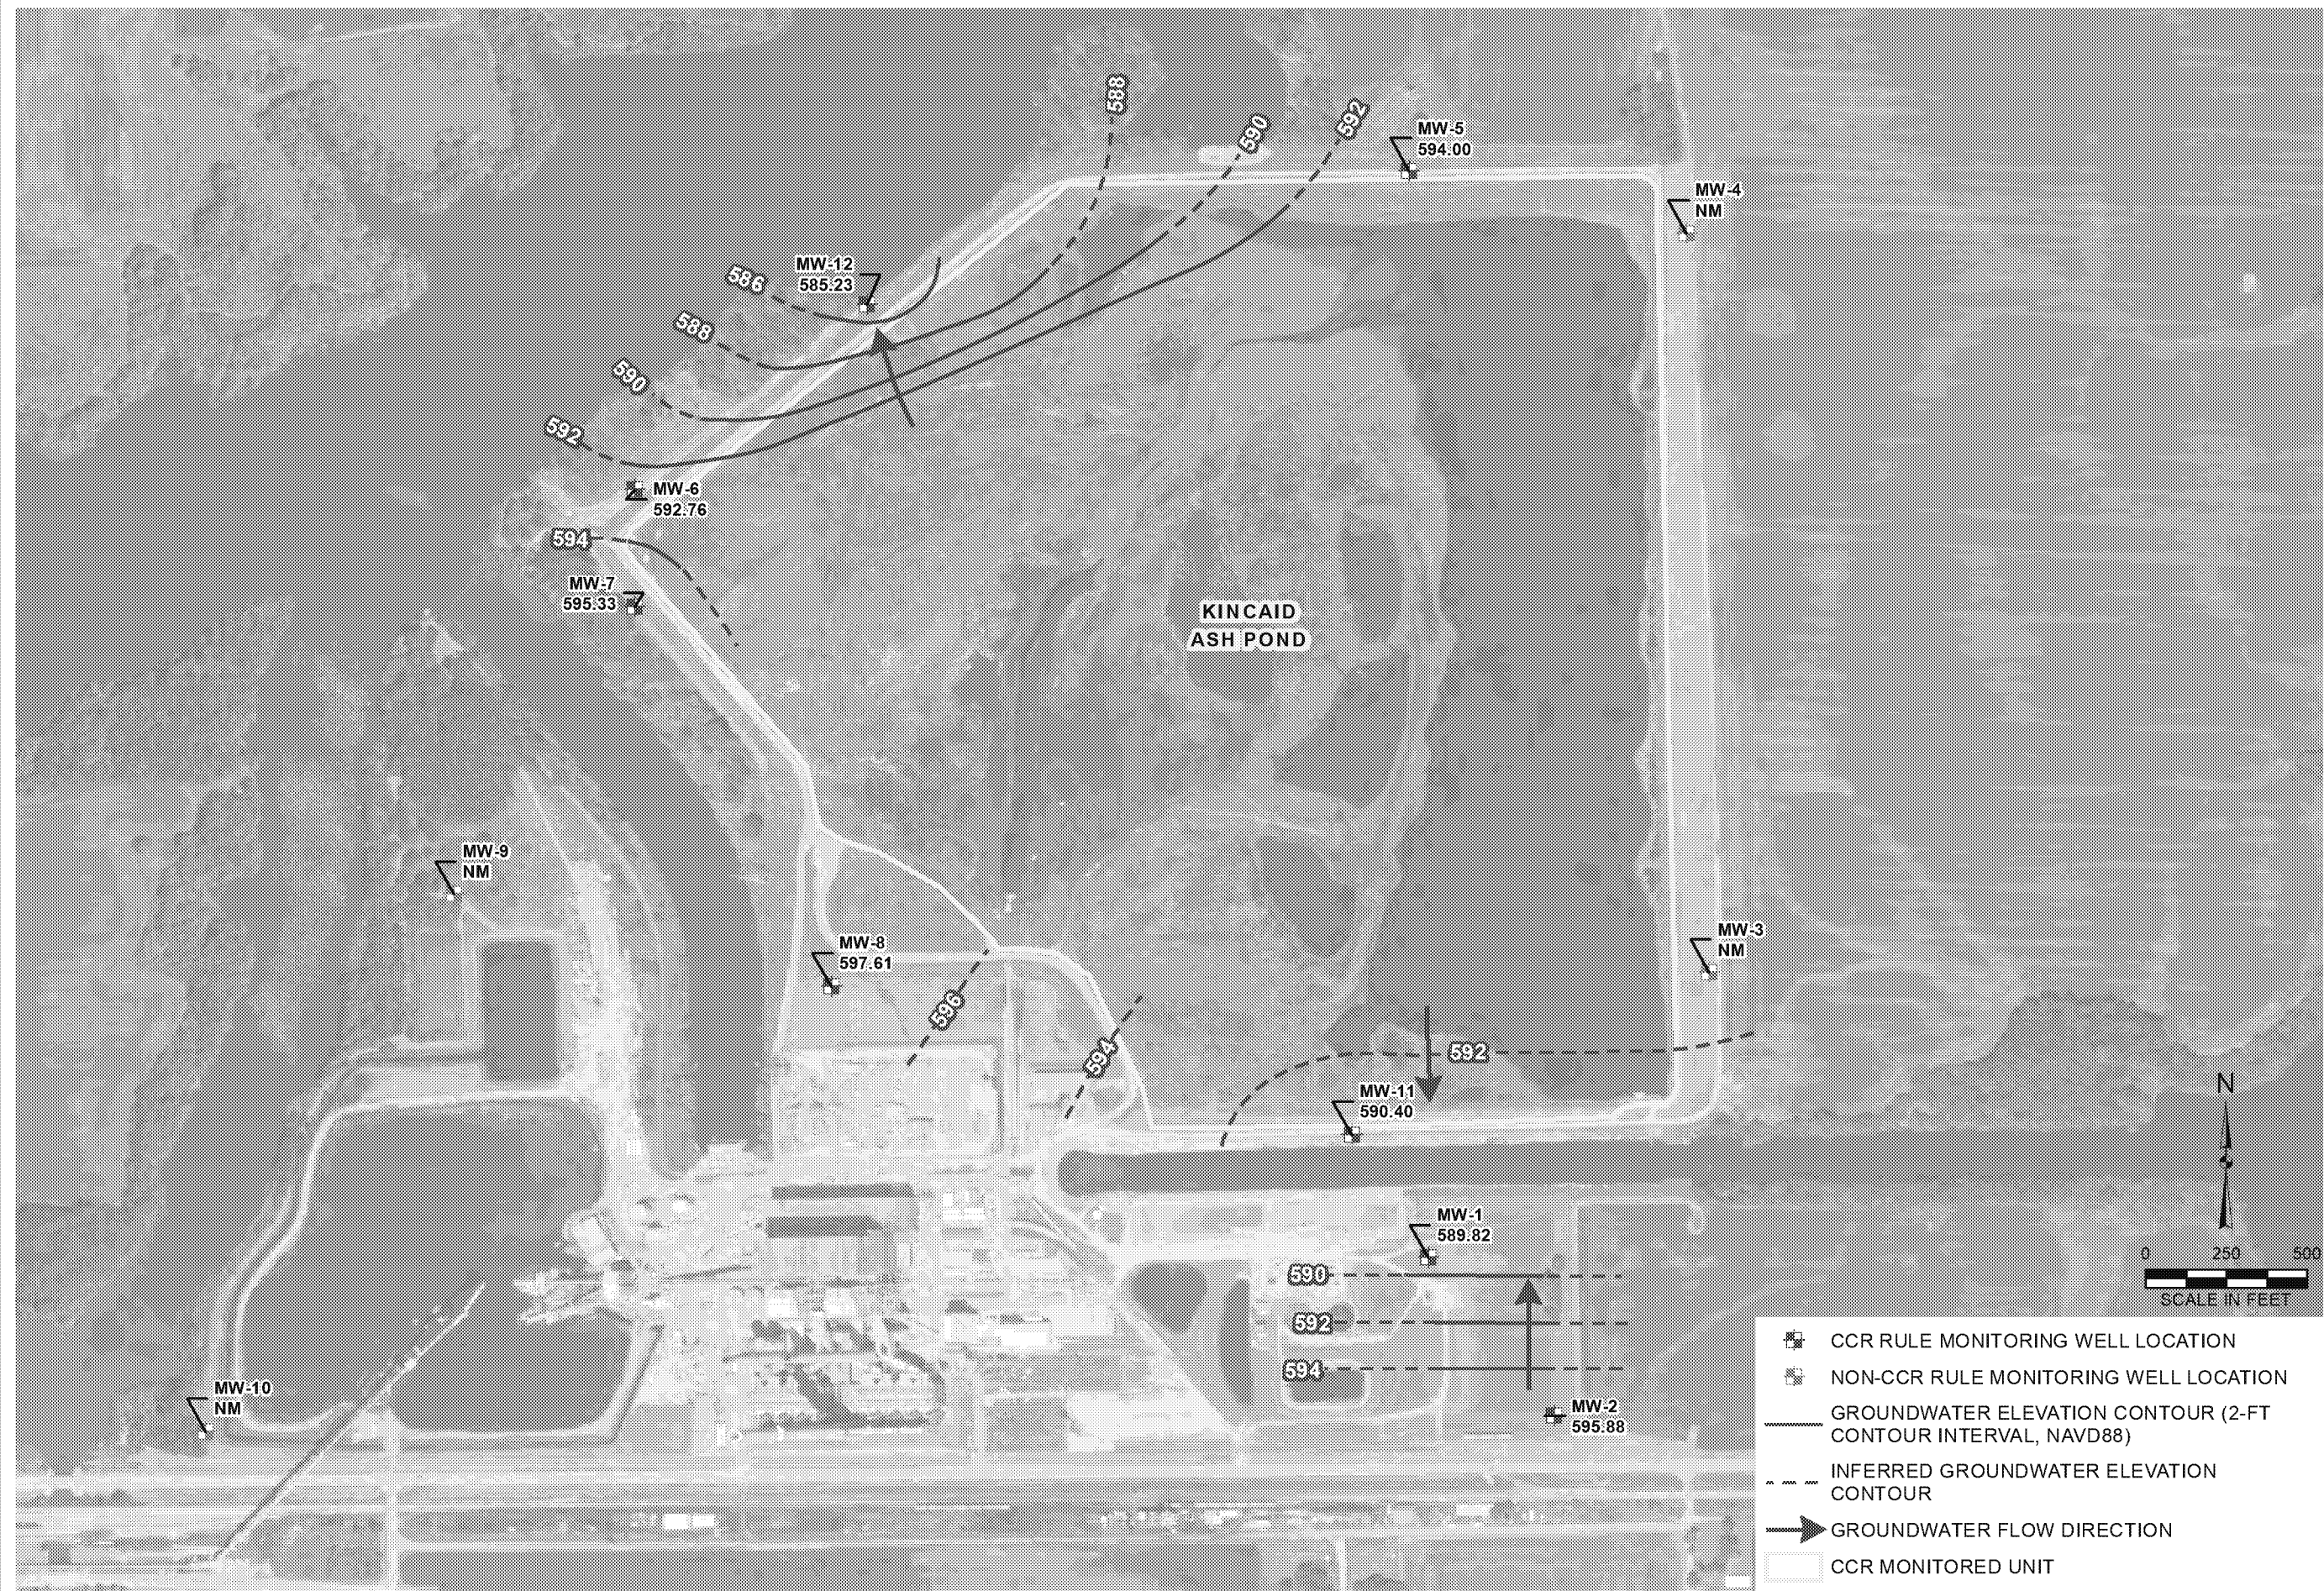 588
592
590
MW-5
594.00
MW-4
NM
MW-12
585.23
586
588
590
592
MW-6
592.76
594
MW-7
595.33
KINCAID
ASH POND
MW-9
NM
MW-8
597.61
MW-3
NM
596
594
592
MW-11
590.40
N
MW-1
589.82
590
592
594
MW-2
595.88
MW-10
NM
0 250 500
SCALE IN FEET
CCR RULE MONITORING WELL LOCATION
NON-CCR RULE MONITORING WELL LOCATION
GROUNDWATER ELEVATION CONTOUR (2-FT
CONTOUR INTERVAL, NAVD88)
INFERRED GROUNDWATER ELEVATION
CONTOUR
GROUNDWATER FLOW DIRECTION
CCR MONITORED UNIT